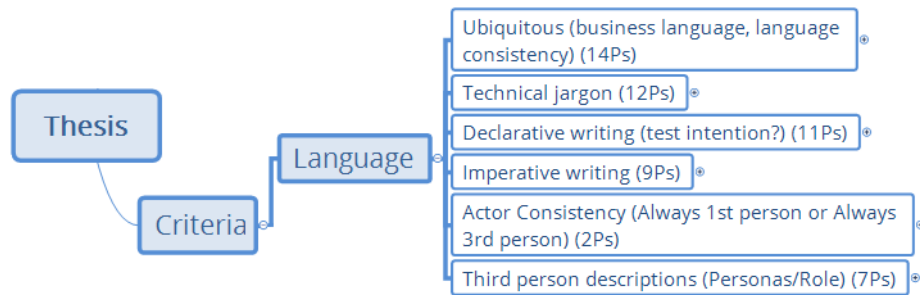 Thesis
Criteria
Language
Ubiquitous (business language, language
consistency) (14Ps)
Technical jargon (12Ps)
Declarative writing (test intention?) (11Ps)
Imperative writing (9Ps)
Actor Consistency (Always 1st person or Always
3rd person) (2Ps)
Third person descriptions (Personas/Role) (7Ps)